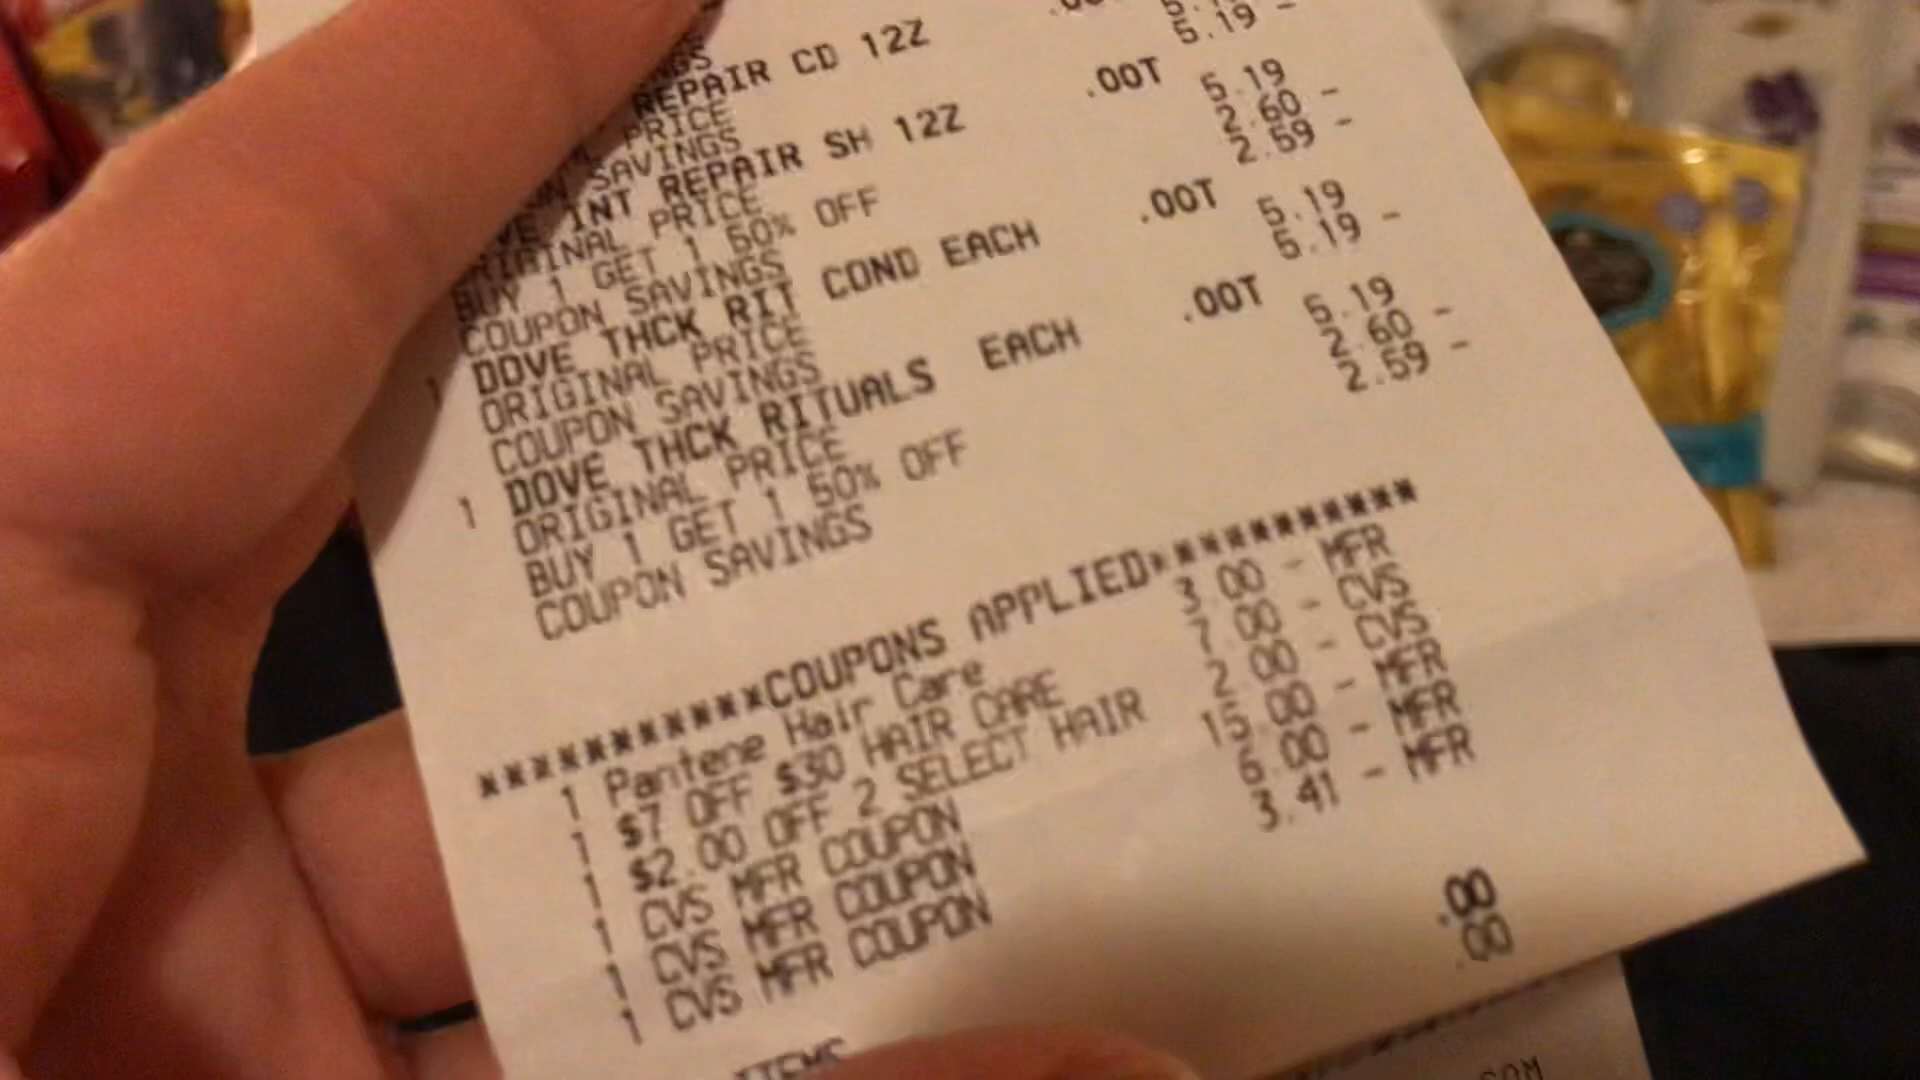 NGS
REPAIR CD 12Z
PRICE 5.19 -
SAVINGS
INT REPAIR SH 12Z .00T
PRICE 5.19
BUY 1 GET 1 50% OFF 2.60 -
COUPON SAVINGS 2.59 -
DOVE THCK RIT COND EACH .00T
ORIGINAL PRICE 5.19
COUPON SAVINGS 5.19 -
1 DOVE THCK RITUALS EACH .00T
ORIGINAL PRICE 5.19
BUY 1 GET 1 50% OFF 2.60 -
COUPON SAVINGS 2.59 -
***********COUPONS APPLIED***********
1 Pantene Hair Care 3.00 - MFR
1 $7 OFF $30 HAIR CARE 7.00 - CVS
1 $2.00 OFF 2 SELECT HAIR 2.00 - CVS
1 CVS MFR COUPON 15.00 - MFR
1 CVS MFR COUPON 6.00 - MFR
1 CVS MFR COUPON 3.41 - MFR
.00
.00
ITEMS